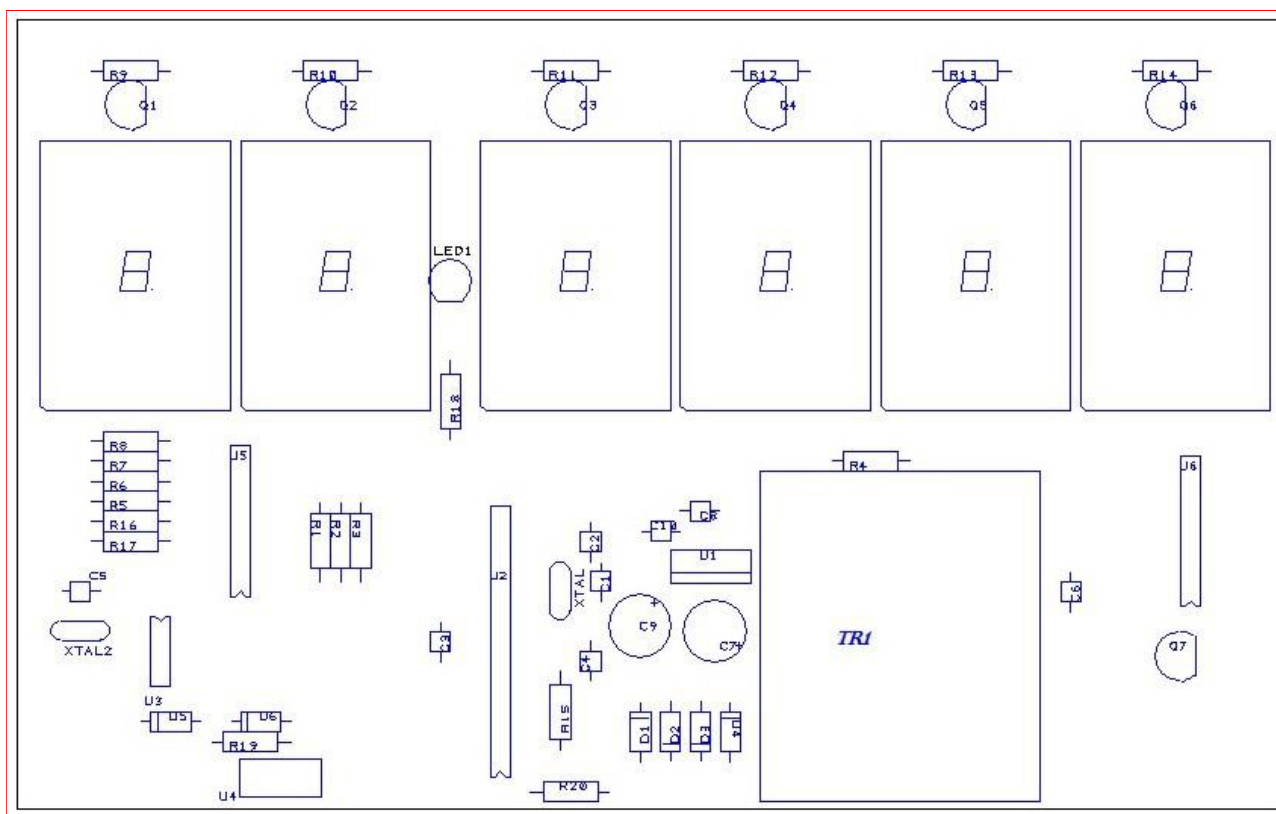 R9 R10 R11 R12 R13 R14
Q1 Q2 Q3 Q4 Q5 Q6
LED1
R18
R8
R7
R6
R5
R16
R17
J5
R1 R2 R3
R4
J6
C8
C10
C2
U1
J2
XTAL
C1
C5
C6
XTAL2
C3
C9
C7
C4
TR1
Q7
U3
U5 U6
R19
R15
D1 D2 D3 U4
U4
R20